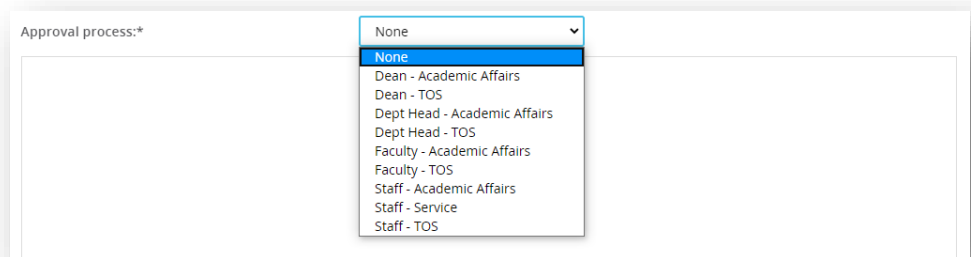 Approval process:* None
None
Dean - Academic Affairs
Dean - TOS
Dept Head - Academic Affairs
Dept Head - TOS
Faculty - Academic Affairs
Faculty - TOS
Staff - Academic Affairs
Staff - Service
Staff - TOS